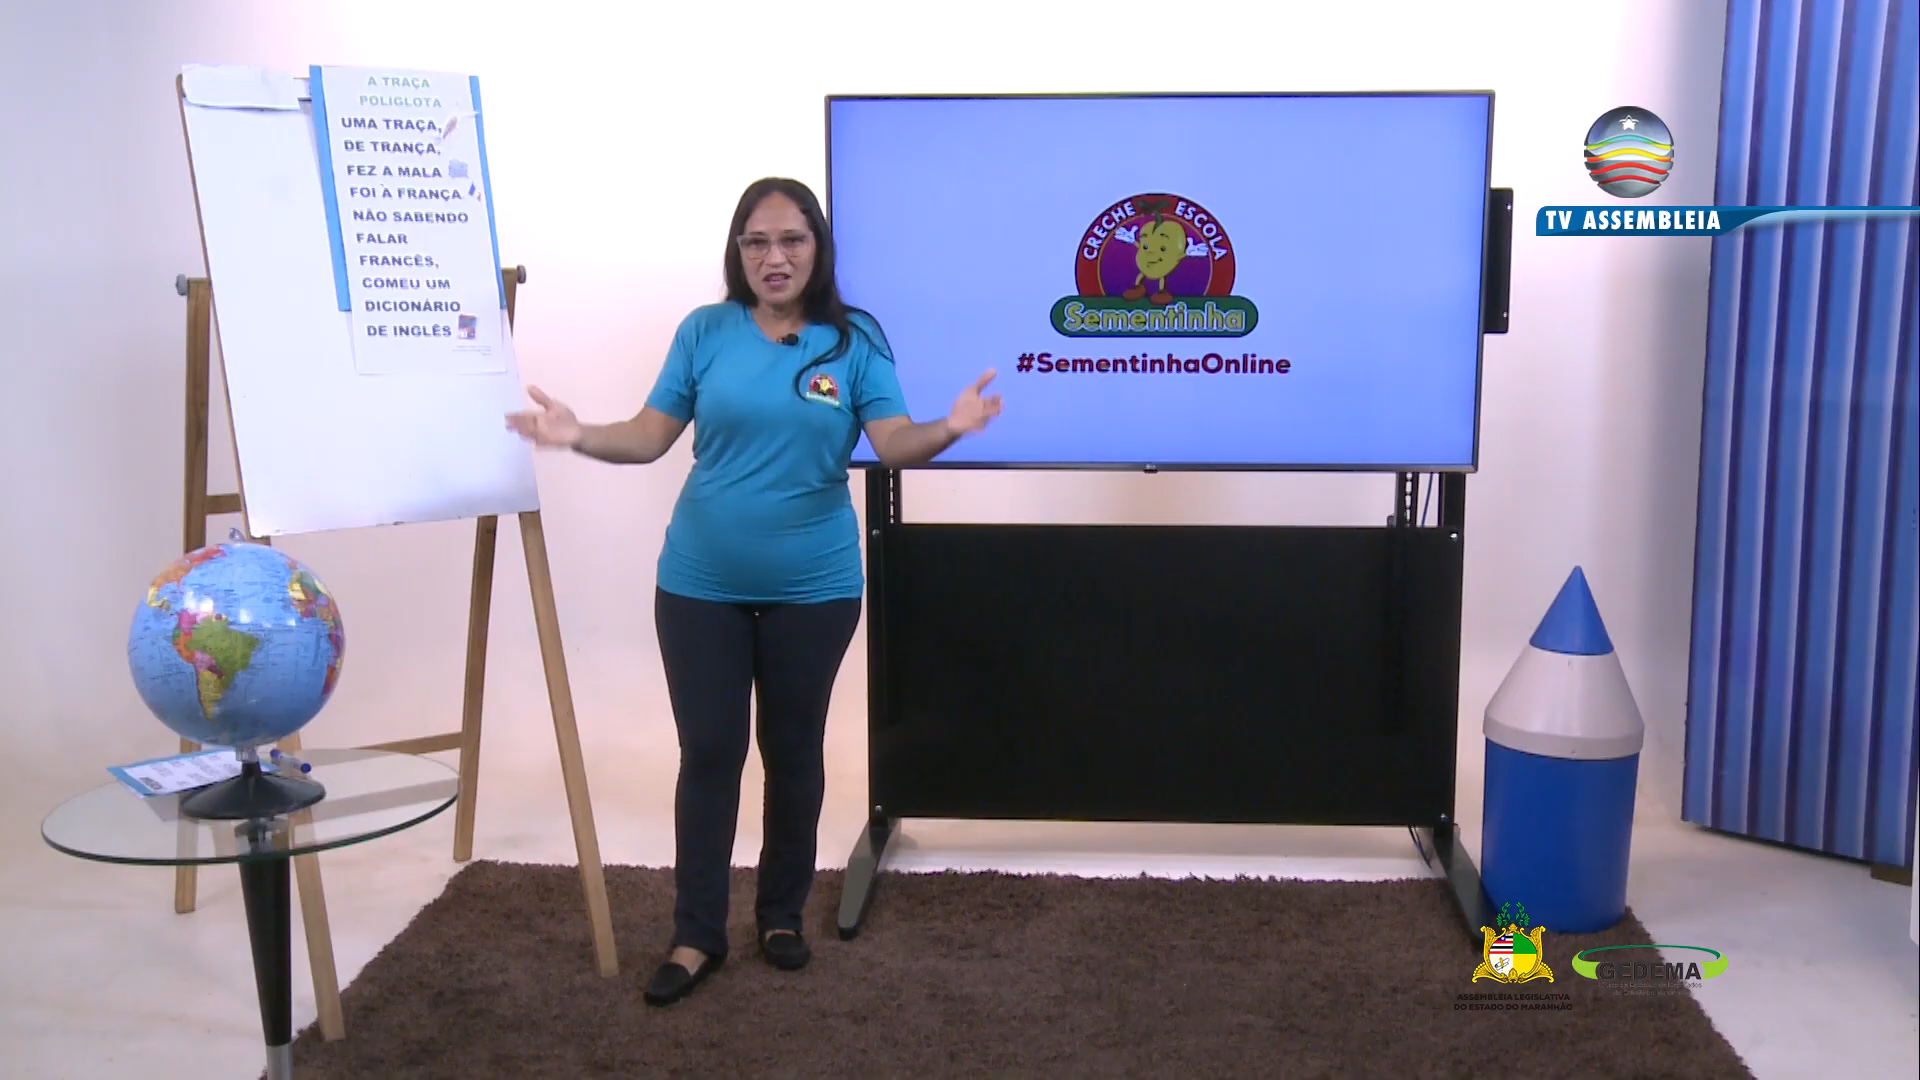 A TRAÇA
POLIGLOTA
UMA TRAÇA,
DE TRANÇA,
FEZ A MALA
FOI À FRANÇA
NÃO SABENDO
FALAR
FRANCÊS,
COMEU UM
DICIONÁRIO
DE INGLÊS
CRECHE ESCOLA
Sementinha
#SementinhaOnline
TV ASSEMBLEIA
ASSEMBLEIA LEGISLATIVA
DO ESTADO DO MARANHÃO
GEDEMA